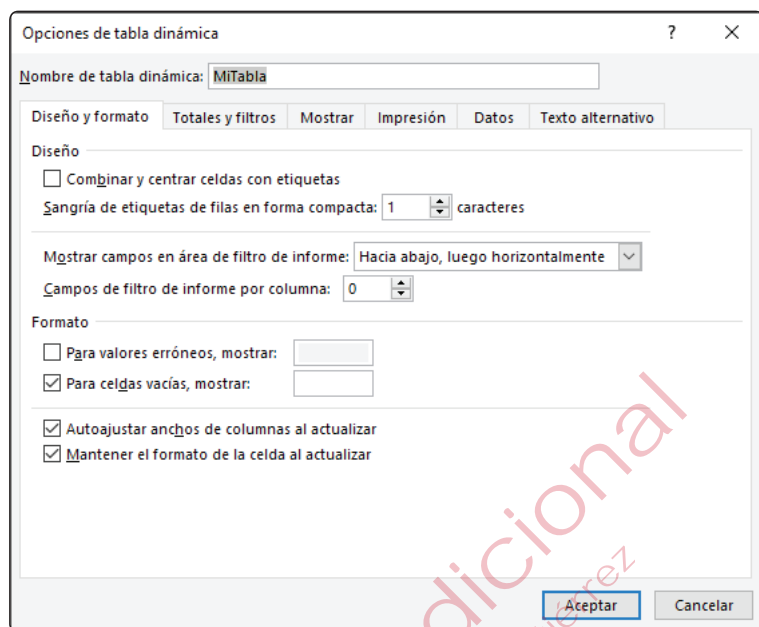 Opciones de tabla dinámica ?
Nombre de tabla dinámica: MiTabla
Diseño y formato Totales y filtros Mostrar Impresión Datos Texto alternativo
Diseño
Combinar y centrar celdas con etiquetas
Sangría de etiquetas de filas en forma compacta: 1 caracteres
Mostrar campos en área de filtro de informe: Hacia abajo, luego horizontalmente
Campos de filtro de informe por columna: 0
Formato
Para valores erróneos, mostrar:
Para celdas vacías, mostrar:
Autoajustar anchos de columnas al actualizar
Mantener el formato de la celda al actualizar
Aceptar Cancelar